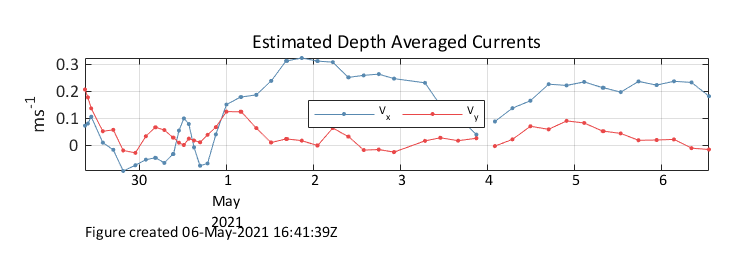 Estimated Depth Averaged Currents
0.3
0.2
0.1
0
ms-1
Vx Vy
30 1 2 3 4 5 6
May
2021
Figure created 06-May-2021 16:41:39Z